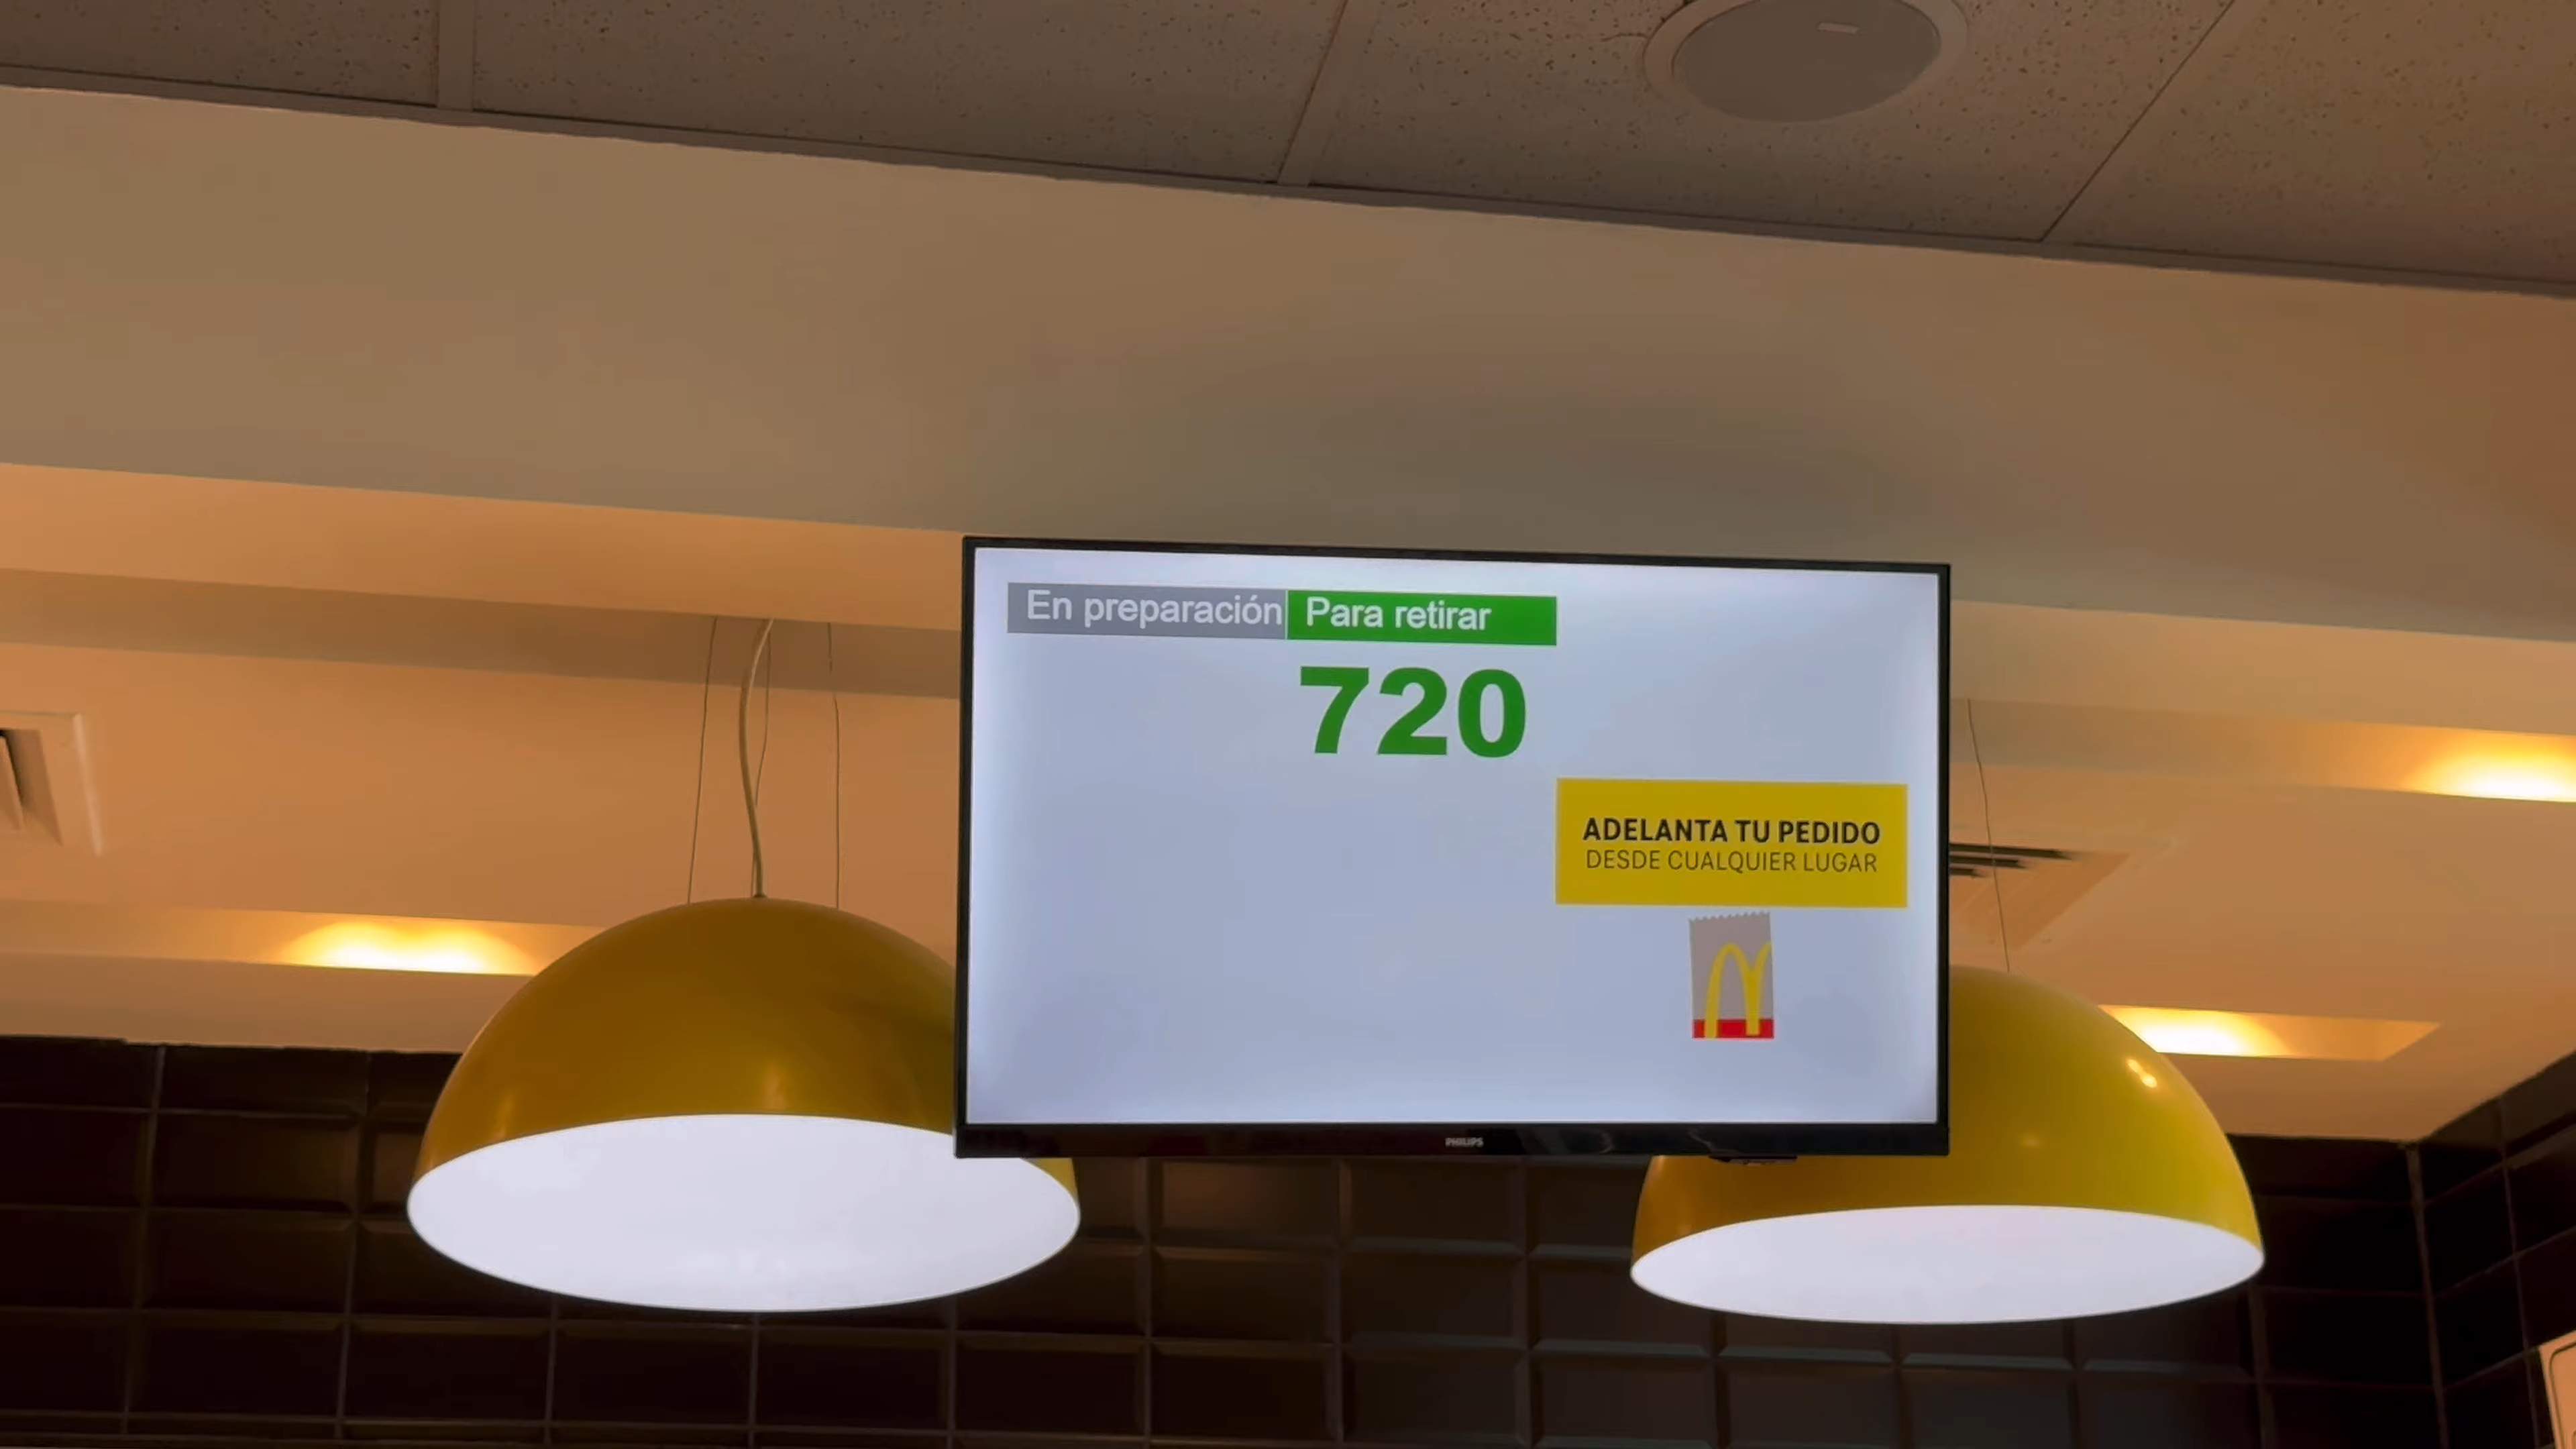 En preparación
Para retirar
720
ADELANTA TU PEDIDO
DESDE CUALQUIER LUGAR
PHILIPS